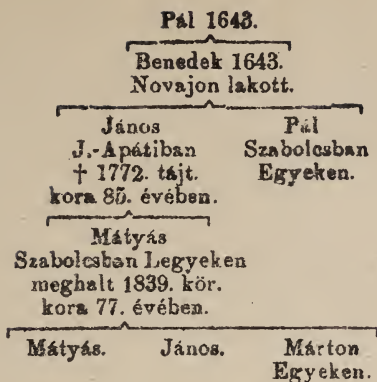 Pál 1643.
Benedek 1643.
Novajon lakott.
János Pál
J.-Apátiban Szabolcsban
† 1772. tájt. Egyeken.
kora 85. évében.
Mátyás
Szabolcsban Legyeken
meghalt 1839. kör.
kora 77. évében.
Mátyás. János. Márton
Egyeken.